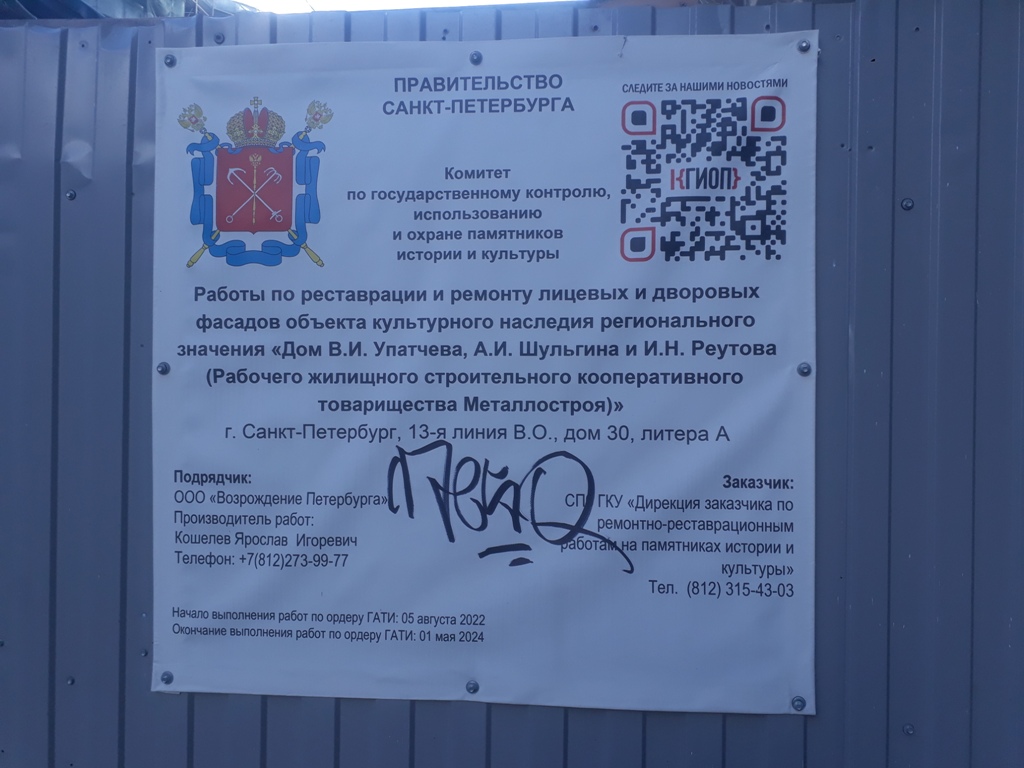 ПРАВИТЕЛЬСТВО
САНКТ-ПЕТЕРБУРГА
СЛЕДИТЕ ЗА НАШИМИ НОВОСТЯМИ
КГИОП
Комитет
по государственному контролю,
использованию
и охране памятников
истории и культуры
Работы по реставрации и ремонту лицевых и дворовых
фасадов объекта культурного наследия регионального
значения «Дом В.И. Упатчева, А.И. Шульгина и И.Н. Реутова
(Рабочего жилищного строительного кооперативного
товарищества Металлостроя)»
г. Санкт-Петербург, 13-я линия В.О., дом 30, литера А
Подрядчик:
ООО «Возрождение Петербурга»
Производитель работ:
Кошелев Ярослав Игоревич
Телефон: +7(812)273-99-77
Заказчик:
ГКУ «Дирекция заказчика по
ремонтно-реставрационным
работам на памятниках истории и
культуры»
Тел. (812) 315-43-03
Начало выполнения работ по ордеру ГАТИ: 05 августа 2022
Окончание выполнения работ по ордеру ГАТИ: 01 мая 2024